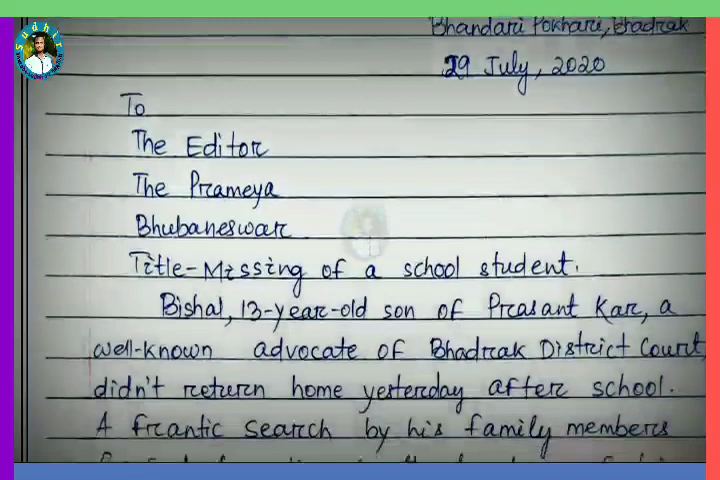 Sudhir
Bhandari Pokhari, Bhadrak
29 July, 2020
To
The Editor
The Prameya
Bhubaneswar
Title-Missing of a school student.
Bishal, 13-year-old son of Prasant Kar, a
well-known advocate of Bhadrak District Court,
didn't return home yesterday after school.
A frantic search by his family members